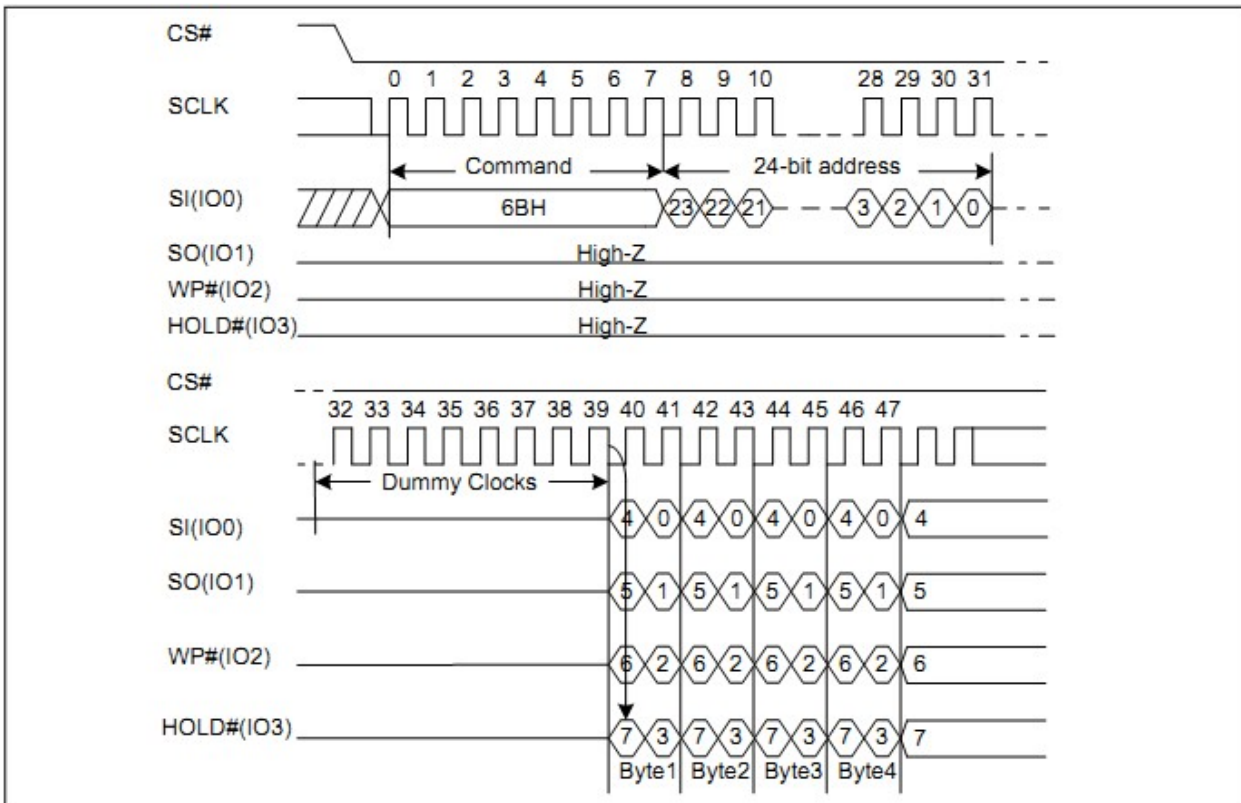 CS#
0 1 2 3 4 5 6 7 8 9 10 28 29 30 31
SCLK
Command 24-bit address
SI(IO0) 6BH 23 22 21 3 2 1 0
SO(IO1) High-Z
WP#(IO2) High-Z
HOLD#(IO3) High-Z
CS#
32 33 34 35 36 37 38 39 40 41 42 43 44 45 46 47
SCLK
Dummy Clocks
SI(IO0) 4 0 4 0 4 0 4 0 4
SO(IO1) 5 1 5 1 5 1 5 1 5
WP#(IO2) 6 2 6 2 6 2 6 2 6
HOLD#(IO3) 7 3 7 3 7 3 7 3 7
Byte1 Byte2 Byte3 Byte4